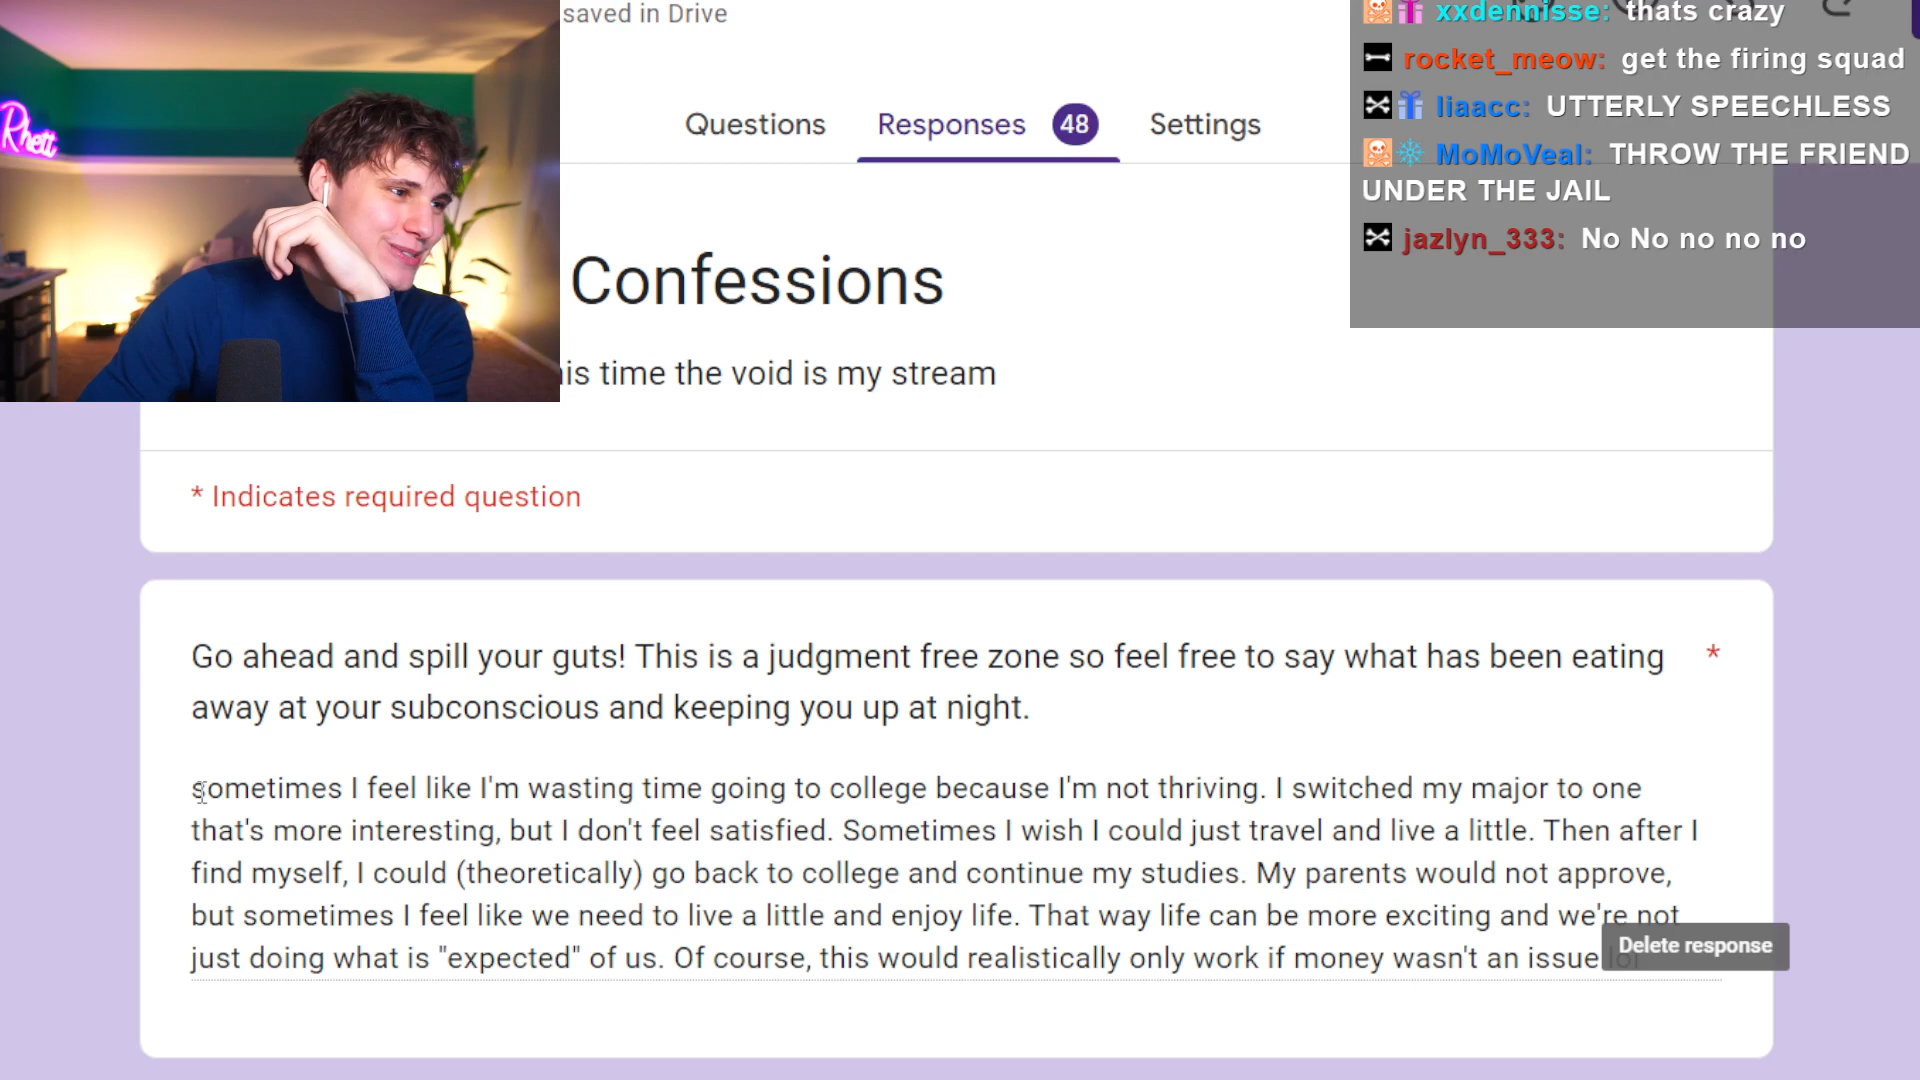 saved in Drive
Rhett
Questions
Responses
48
Settings
xxdennisse: thats crazy
rocket_meow: get the firing squad
liaacc: UTTERLY SPEECHLESS
MoMoVeal: THROW THE FRIEND
UNDER THE JAIL
jazlyn_333: No No no no no
Confessions
time the void is my stream
* Indicates required question
Go ahead and spill your guts! This is a judgment free zone so feel free to say what has been eating *
away at your subconscious and keeping you up at night.
sometimes I feel like I'm wasting time going to college because I'm not thriving. I switched my major to one
that's more interesting, but I don't feel satisfied. Sometimes I wish I could just travel and live a little. Then after I
find myself, I could (theoretically) go back to college and continue my studies. My parents would not approve,
but sometimes I feel like we need to live a little and enjoy life. That way life can be more exciting and we're not
just doing what is "expected" of us. Of course, this would realistically only work if money wasn't an issue lol
Delete response